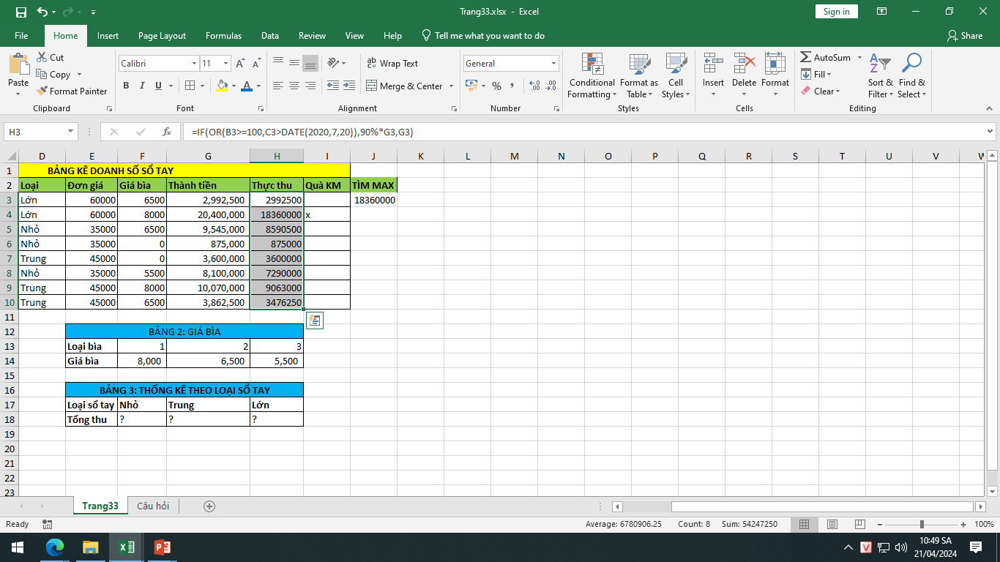 Trang33.xlsx - Excel
Sign in
File Home Insert Page Layout Formulas Data Review View Help Tell me what you want to do Share
Paste
Cut
Copy
Format Painter
Clipboard
Calibri 11
B I U
Font
Wrap Text
Merge & Center
Alignment
General
Number
Conditional Formatting
Format as Table
Cell Styles
Styles
Insert Delete Format
Cells
AutoSum
Fill
Clear
Sort & Filter
Find & Select
Editing
H3 fx =IF(OR(B3>=100,C3>DATE(2020,7,20)),90%*G3,G3)
D E F G H I J K L M N O P Q R S T U V W
1 BẢNG KÊ DOANH SỐ SỔ TAY
2 Loại Đơn giá Giá bìa Thành tiền Thực thu Quà KM TÌM MAX
3 Lớn 60000 6500 2,992,500 2992500 18360000
4 Lớn 60000 8000 20,400,000 18360000 x
5 Nhỏ 35000 6500 9,545,000 8590500
6 Nhỏ 35000 0 875,000 875000
7 Trung 45000 0 3,600,000 3600000
8 Nhỏ 35000 5500 8,100,000 7290000
9 Trung 45000 8000 10,070,000 9063000
10 Trung 45000 6500 3,862,500 3476250
11
12 BẢNG 2: GIÁ BÌA
13 Loại bìa 1 2 3
14 Giá bìa 8,000 6,500 5,500
15
16 BẢNG 3: THỐNG KÊ THEO LOẠI SỔ TAY
17 Loại sổ tay Nhỏ Trung Lớn
18 Tổng thu ? ? ?
19
20
21
22
23
Trang33 Câu hỏi
Ready Average: 6780906.25 Count: 8 Sum: 54247250 100%
10:49 SA
21/04/2024